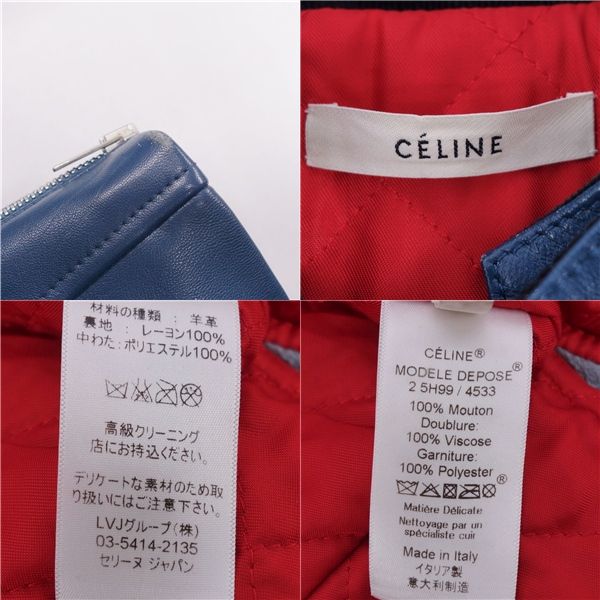 CÉLINE
材料の種類：羊革
裏地　：レーヨン100%
中わた：ポリエステル100%
高級クリーニング
店にお持込ください。
デリケートな素材のため取
り扱いにはご注意下さい。
LVJグループ(株)
03-5414-2135
セリーヌ ジャパン
CÉLINE®
MODELE DEPOSE®
2 5H99 / 4533
100% Mouton
Doublure:
100% Viscose
Garniture:
100% Polyester
Matière Délicate
Nettoyage par un
spécialiste cuir
Made in Italy
イタリア製
意大利制造